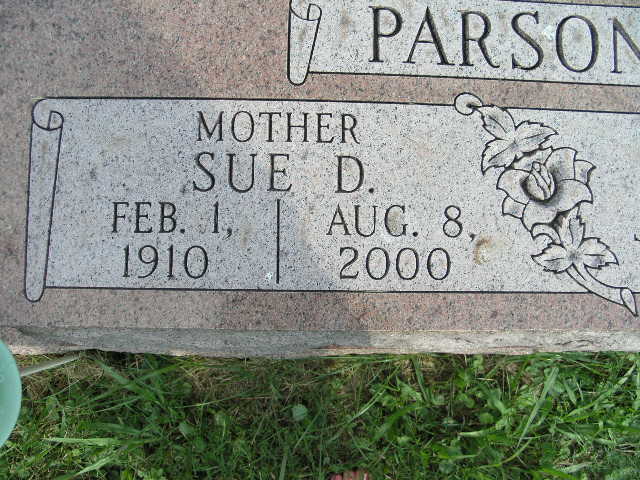 PARSON
MOTHER
SUE D.
FEB. 1, 1910
AUG. 8, 2000